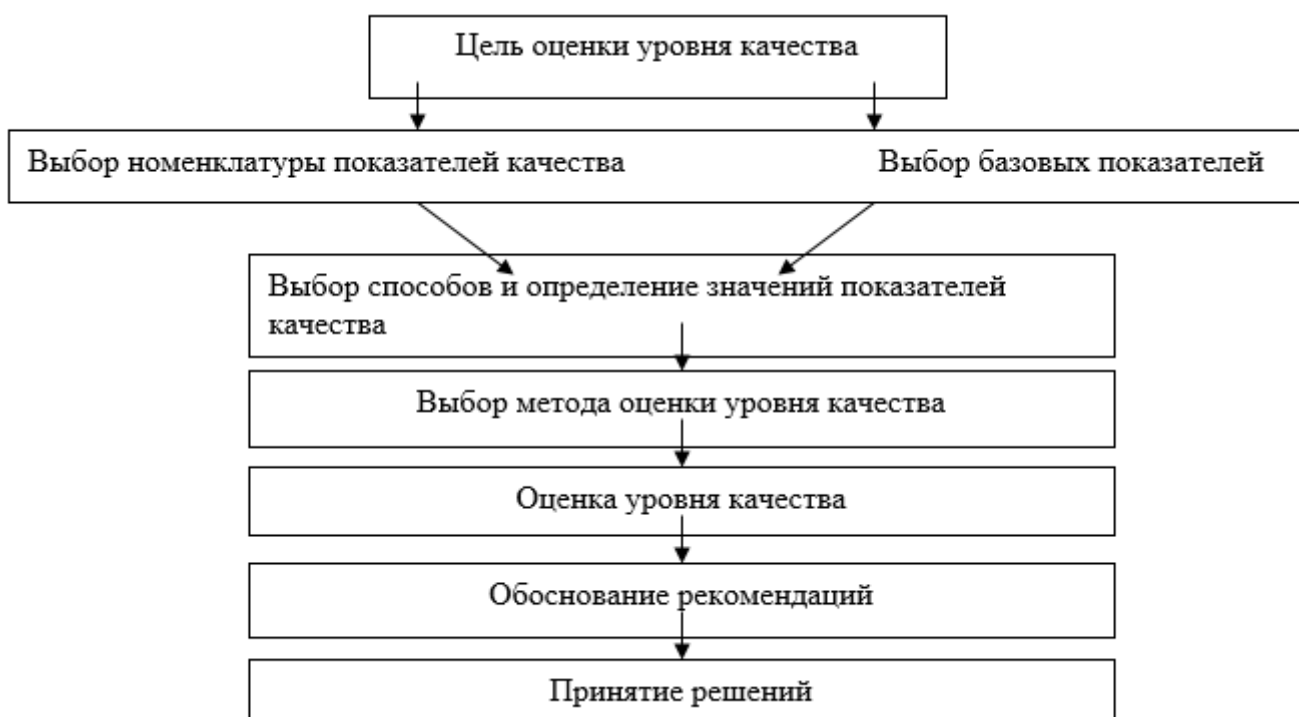 Цель оценки уровня качества
Выбор номенклатуры показателей качества
Выбор базовых показателей
Выбор способов и определение значений показателей
качества
Выбор метода оценки уровня качества
Оценка уровня качества
Обоснование рекомендаций
Принятие решений